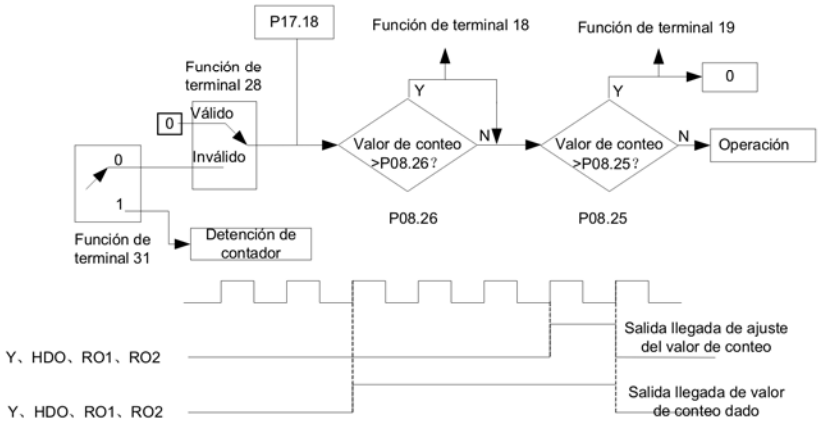 P17.18
Función de terminal 18
Función de terminal 19
Función de
terminal 28
0
Y
Y
0
Válido
0
Inválido
Valor de conteo
>P08.26?
N
Valor de conteo
>P08.25?
N
Operación
0
1
P08.26
P08.25
Función de
terminal 31
Detención de
contador
Salida llegada de ajuste
del valor de conteo
Y、HDO、RO1、RO2
Salida llegada de valor
de conteo dado
Y、HDO、RO1、RO2